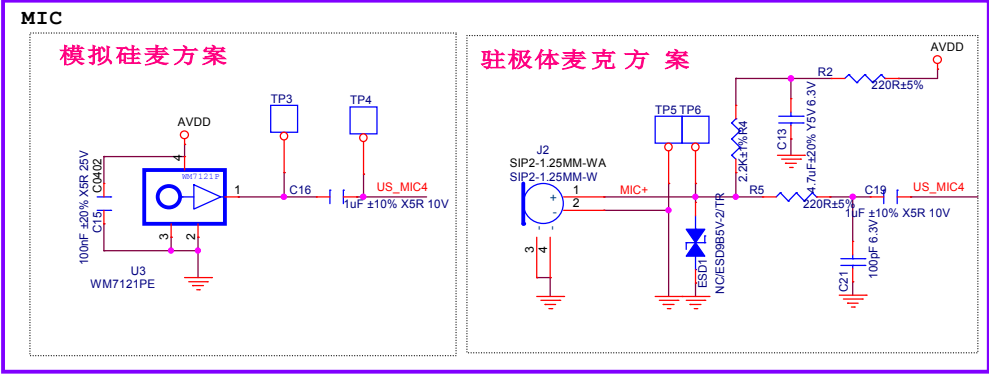 MIC
模拟硅麦方案
TP3
TP4
AVDD
4
WM7121P
1
C16
US_MIC4
1uF ±10% X5R 10V
100nF ±20% X5R 25V
C15
C0402
3
2
U3
WM7121PE
驻极体麦克 方 案
AVDD
R2
220R±5%
TP5 TP6
2.2K±1%R4
C13
4.7uF±20% Y5V 6.3V
J2
SIP2-1.25MM-WA
SIP2-1.25MM-W
+
-
1
2
MIC+
R5
220R±5%
C19
US_MIC4
1uF ±10% X5R 10V
3
4
ESD1
NC/ESD9B5V-2/TR
C21
100pF 6.3V